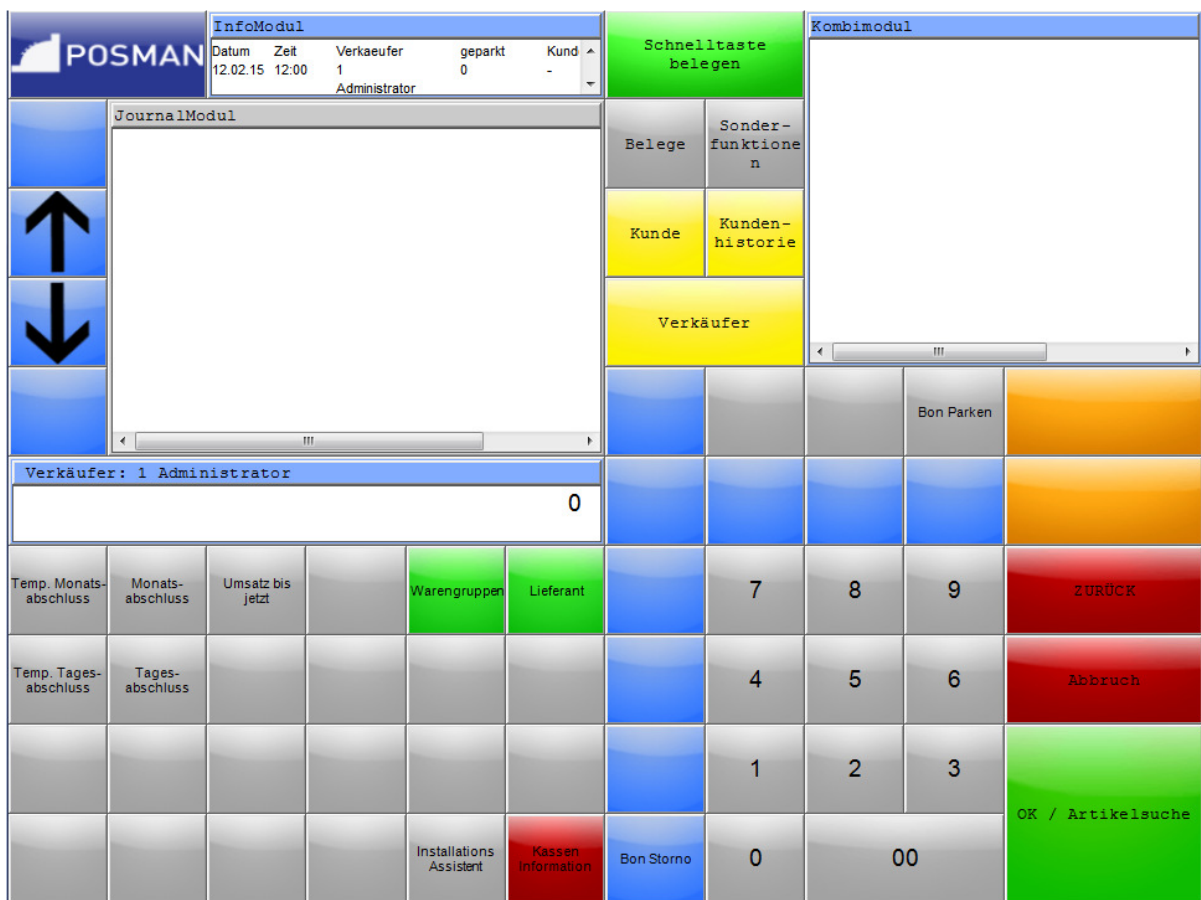 POSMAN
InfoModul
Datum Zeit Verkaeufer geparkt Kund
12.02.15 12:00 1 0 -
Administrator
Schnelltaste
belegen
Kombimodul
JournalModul
Belege
Sonder-
funktione
n
Kunde
Kunden-
historie
Verkäufer
Bon Parken
Verkäufer: 1 Administrator
0
Temp. Monats-
abschluss
Monats-
abschluss
Umsatz bis
jetzt
Warengruppen
Lieferant
7
8
9
ZURÜCK
Temp. Tages-
abschluss
Tages-
abschluss
4
5
6
Abbruch
1
2
3
OK / Artikelsuche
Installations
Assistent
Kassen
information
Bon Storno
0
00